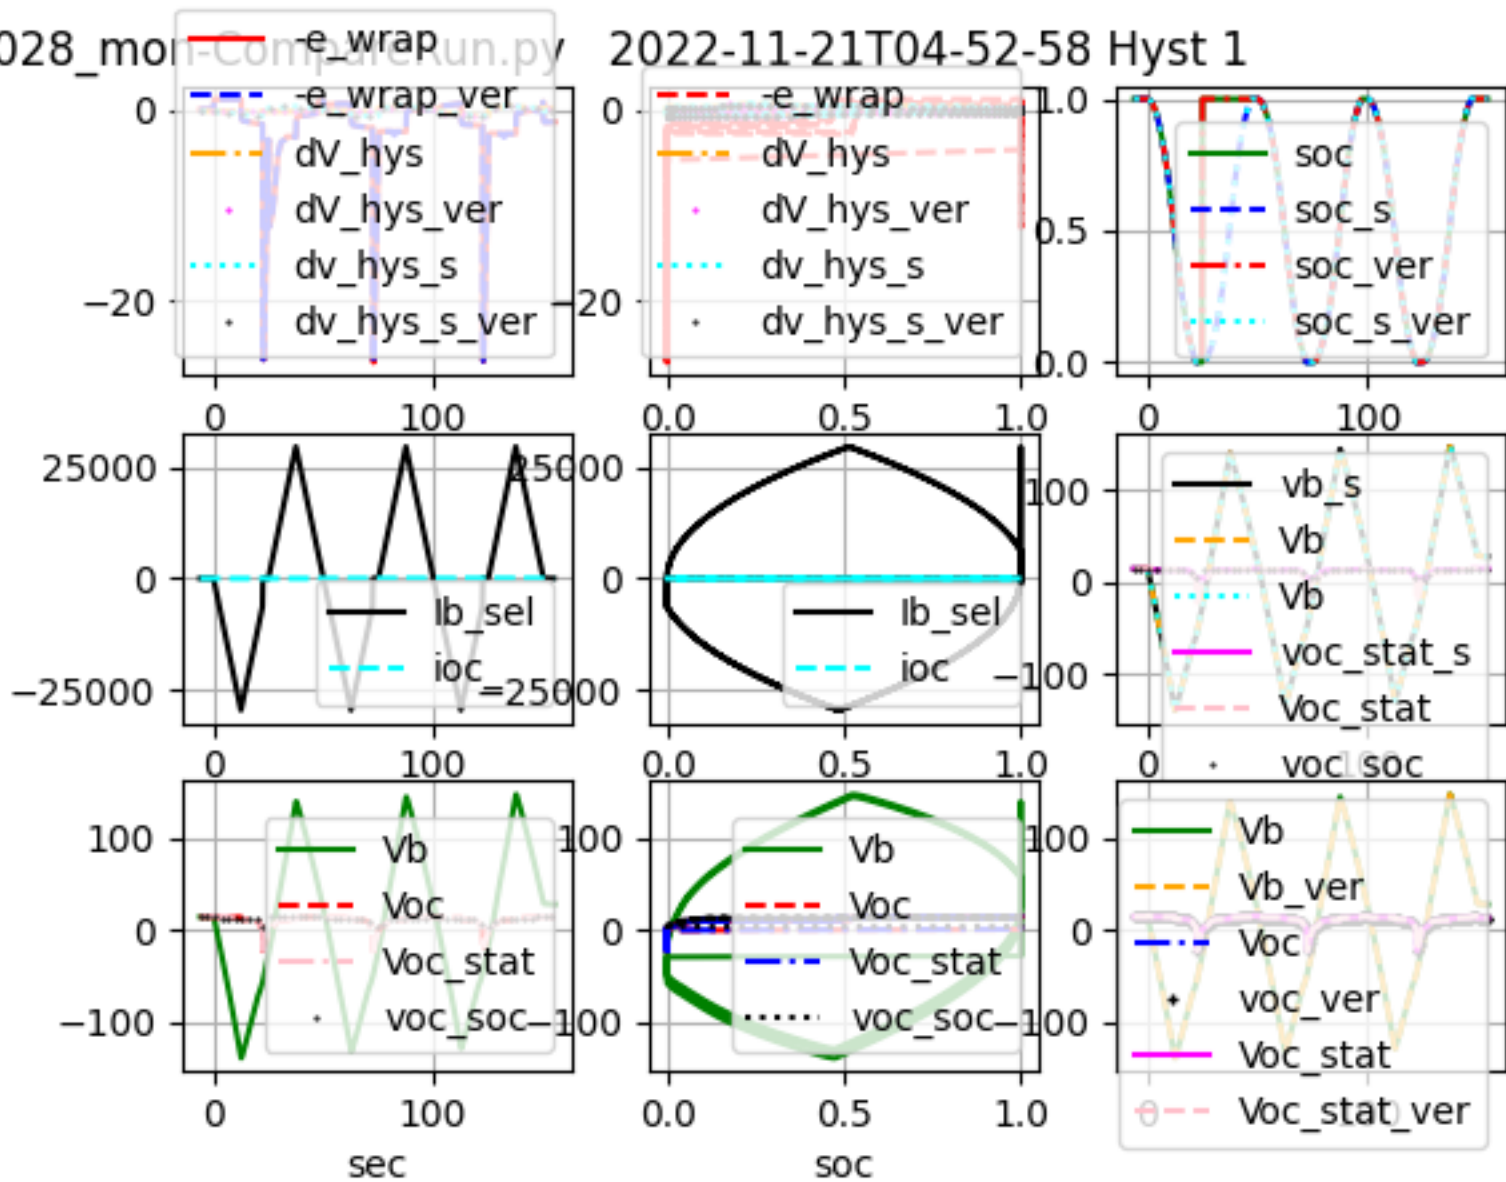 028_mon-CompareRun.py 2022-11-21T04-52-58 Hyst 1
-e_wrap
-e_wrap_ver
dV_hys
dV_hys_ver
dv_hys_s
dv_hys_s_ver
0
−20
0
100
-e_wrap
dV_hys
dV_hys_ver
dv_hys_s
dv_hys_s_ver
0
−20
0.0
0.5
1.0
soc
soc_s
soc_ver
soc_s_ver
1.0
0.5
0.0
0
100
25000
0
−25000
Ib_sel
ioc
0
100
25000
0
−25000
Ib_sel
ioc
0.0
0.5
1.0
100
0
−100
vb_s
Vb
Vb
voc_stat_s
Voc_stat
voc_soc
0
100
100
0
−100
Vb
Voc
Voc_stat
voc_soc
0
100
sec
100
0
−100
Vb
Voc
Voc_stat
voc_soc
0.0
0.5
1.0
soc
100
0
−100
Vb
Vb_ver
Voc
voc_ver
Voc_stat
Voc_stat_ver
0
100